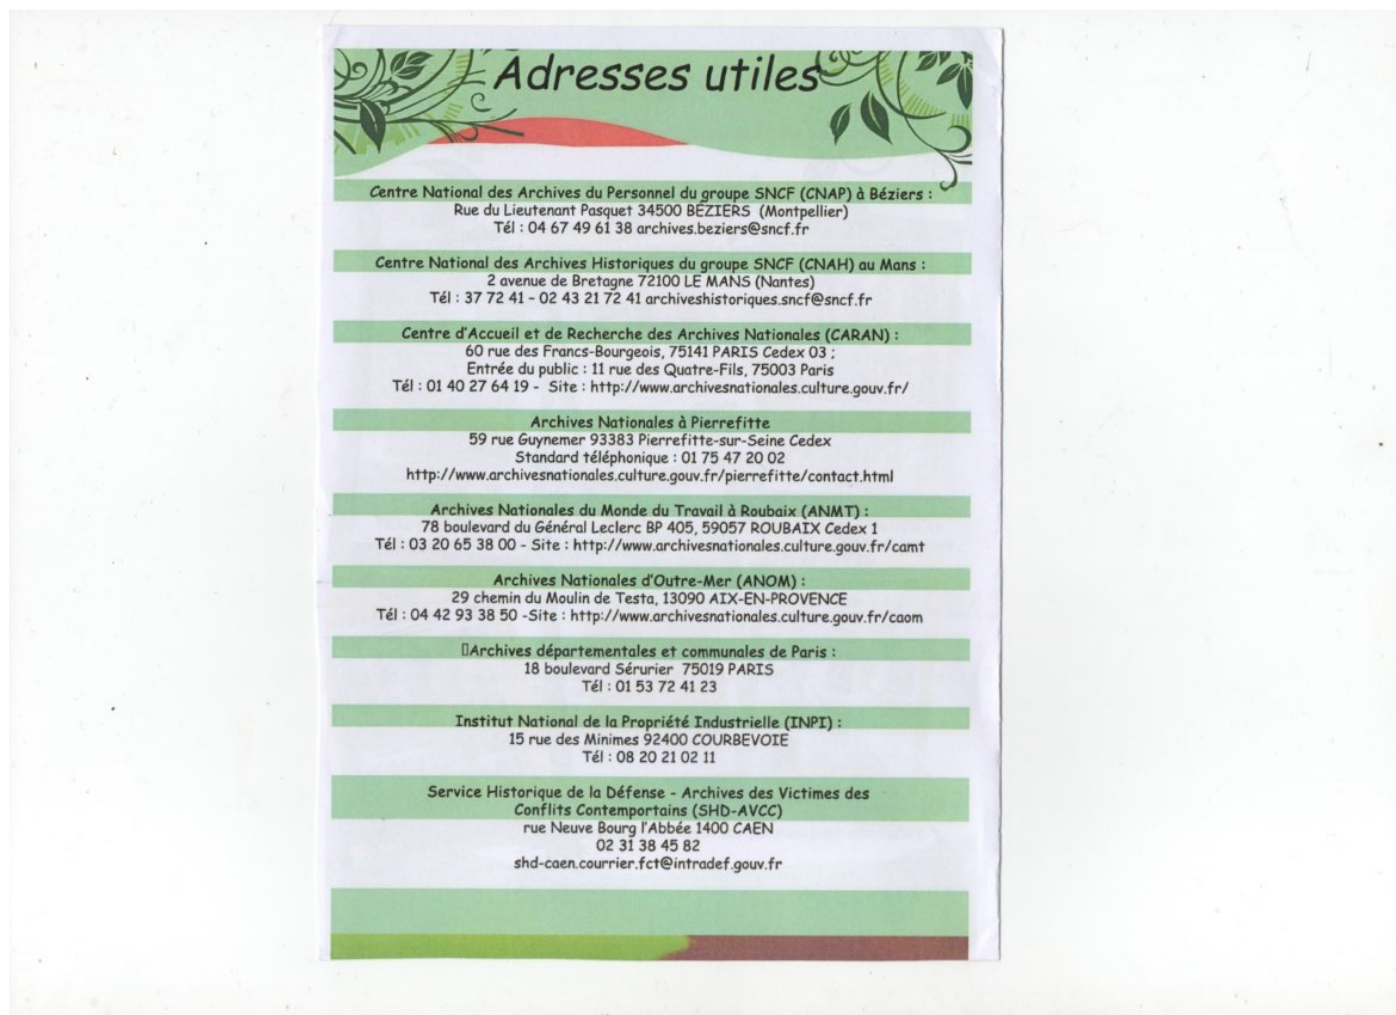 Adresses utiles
Centre National des Archives du Personnel du groupe SNCF (CNAP) à Béziers :
Rue du Lieutenant Pasquet 34500 BÉZIERS (Montpellier)
Tél : 04 67 49 61 38 archives.beziers@sncf.fr
Centre National des Archives Historiques du groupe SNCF (CNAH) au Mans :
2 avenue de Bretagne 72100 LE MANS (Nantes)
Tél : 37 72 41 - 02 43 21 72 41 archiveshistoriques.sncf@sncf.fr
Centre d'Accueil et de Recherche des Archives Nationales (CARAN) :
60 rue des Francs-Bourgeois, 75141 PARIS Cedex 03 ;
Entrée du public : 11 rue des Quatre-Fils, 75003 Paris
Tél : 01 40 27 64 19 - Site : http://www.archivesnationales.culture.gouv.fr/
Archives Nationales à Pierrefitte
59 rue Guynemer 93383 Pierrefitte-sur-Seine Cedex
Standard téléphonique : 01 75 47 20 02
http://www.archivesnationales.culture.gouv.fr/pierrefitte/contact.html
Archives Nationales du Monde du Travail à Roubaix (ANMT) :
78 boulevard du Général Leclerc BP 405, 59057 ROUBAIX Cedex 1
Tél : 03 20 65 38 00 - Site : http://www.archivesnationales.culture.gouv.fr/camt
Archives Nationales d'Outre-Mer (ANOM) :
29 chemin du Moulin de Testa, 13090 AIX-EN-PROVENCE
Tél : 04 42 93 38 50 -Site : http://www.archivesnationales.culture.gouv.fr/caom
Archives départementales et communales de Paris :
18 boulevard Sérurier 75019 PARIS
Tél : 01 53 72 41 23
Institut National de la Propriété Industrielle (INPI) :
15 rue des Minimes 92400 COURBEVOIE
Tél : 08 20 21 02 11
Service Historique de la Défense - Archives des Victimes des
Conflits Contemportains (SHD-AVCC)
rue Neuve Bourg l'Abbée 1400 CAEN
02 31 38 45 82
shd-caen.courrier.fct@intradef.gouv.fr